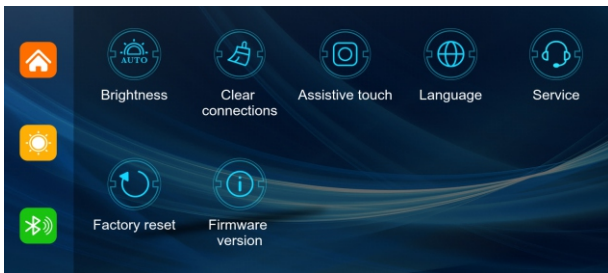 AUTO
Brightness
Clear
connections
Assistive touch
Language
Service
Factory reset
Firmware
version